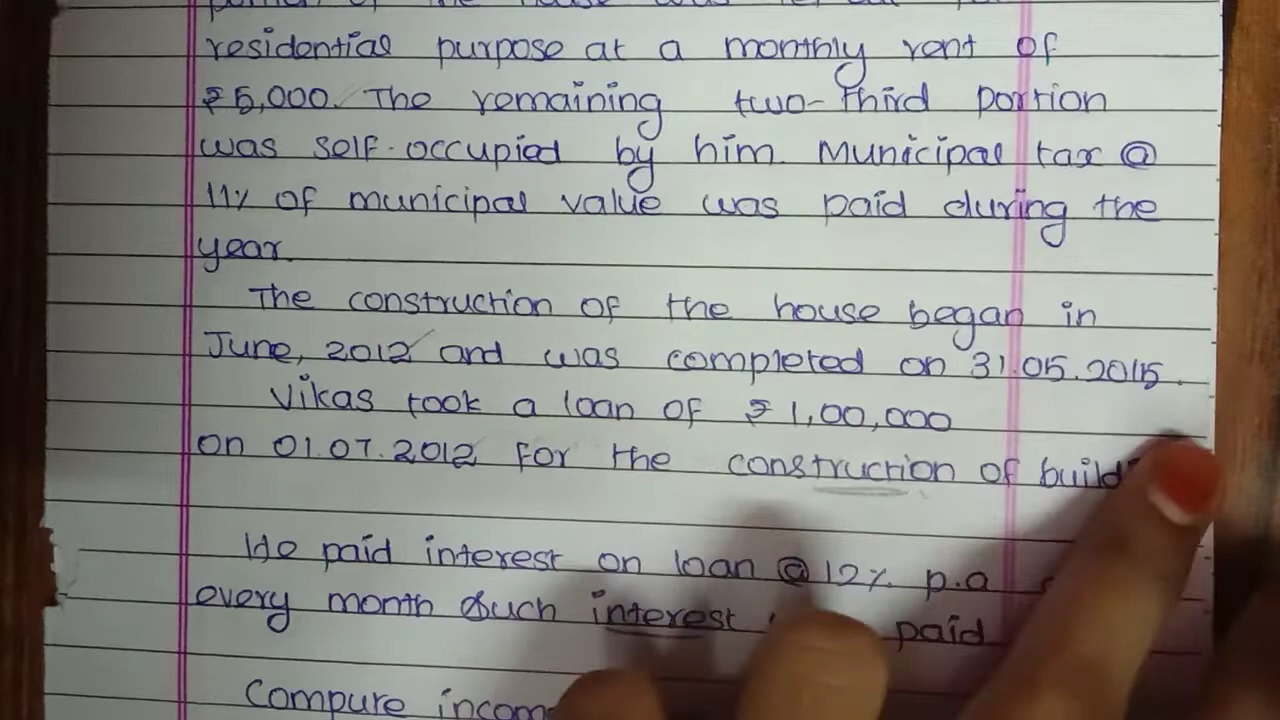 residential purpose at a monthly rent of
₹5,000. The remaining two-third portion
was self-occupied by him. Municipal tax @
11% of municipal value was paid during the
year.
The construction of the house began in
June, 2012 and was completed on 31.05.2015.
Vikas took a loan of ₹1,00,000
on 01.07.2012 for the construction of build
He paid interest on loan @ 12% p.a
every month such interest paid
Compute incom